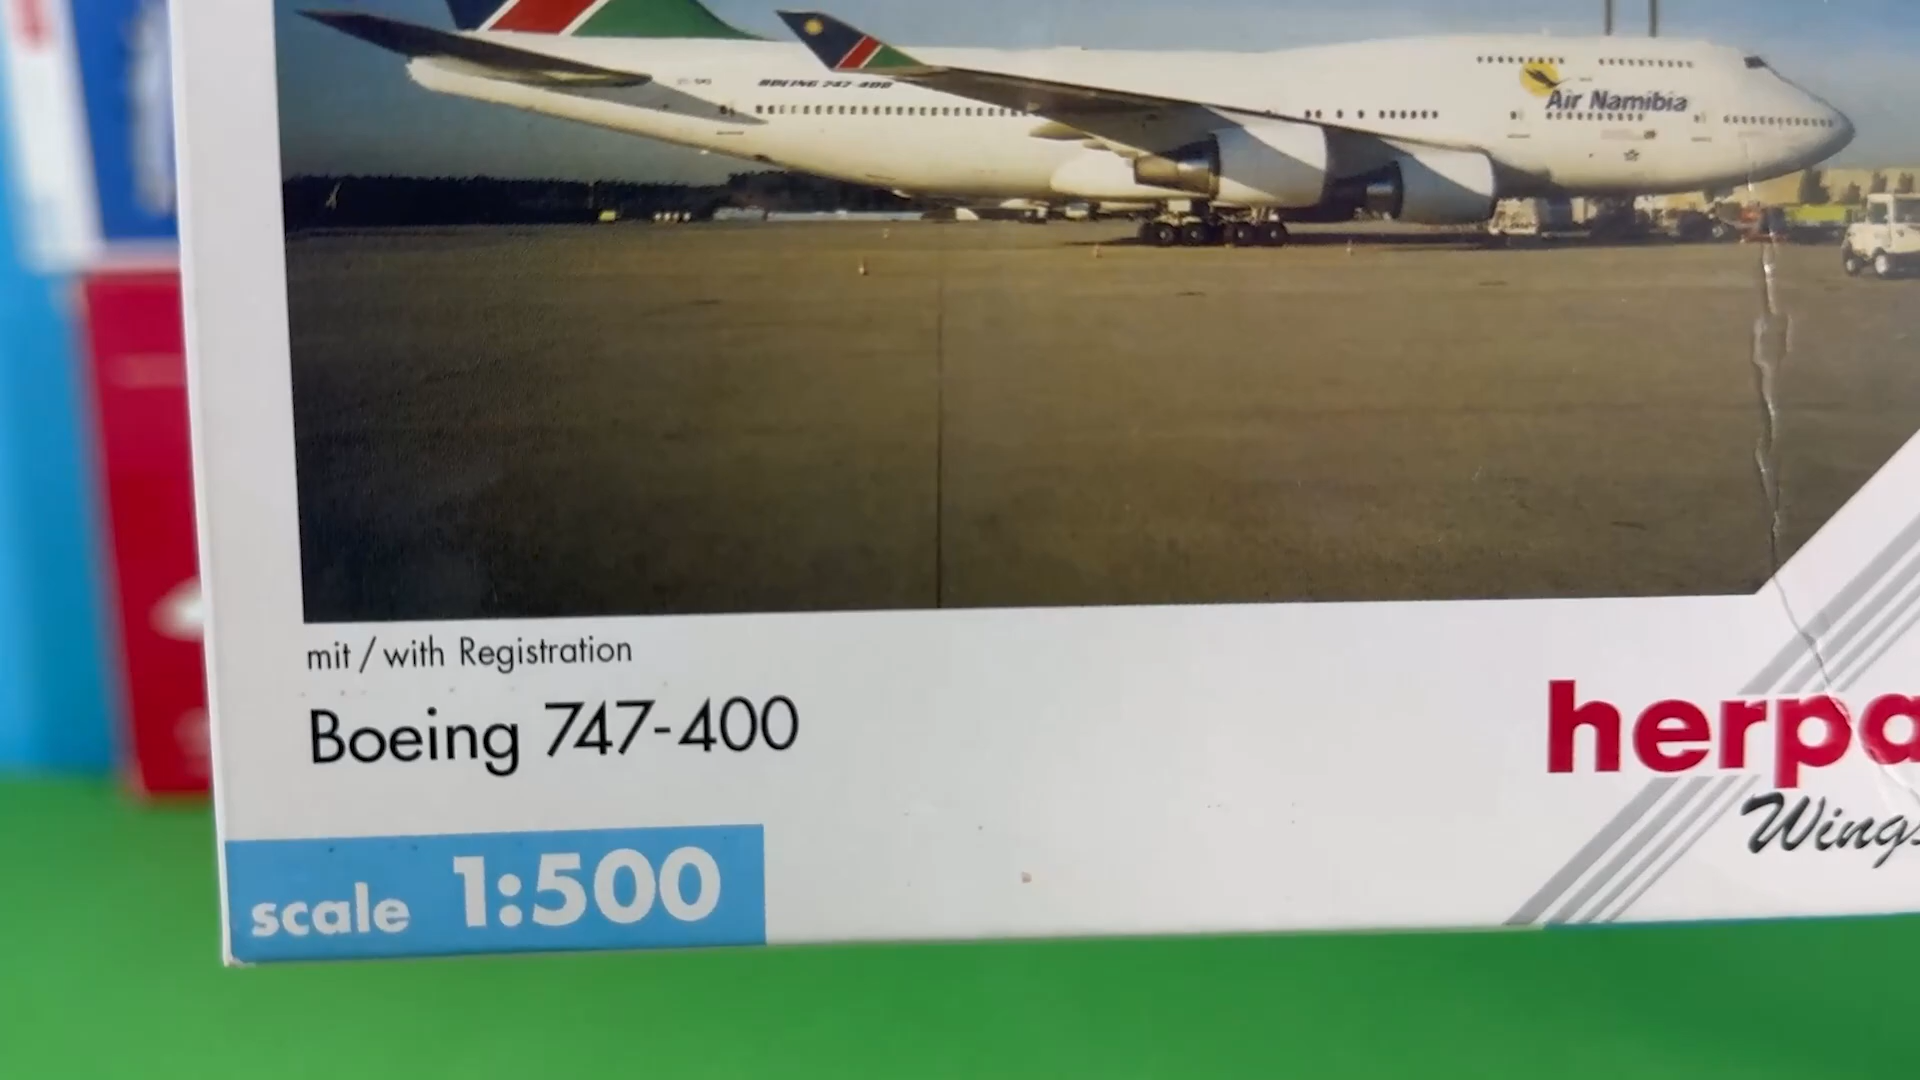 BOEING 747-400
Air Namibia
mit / with Registration
Boeing 747-400
herpa
Wings
scale 1:500